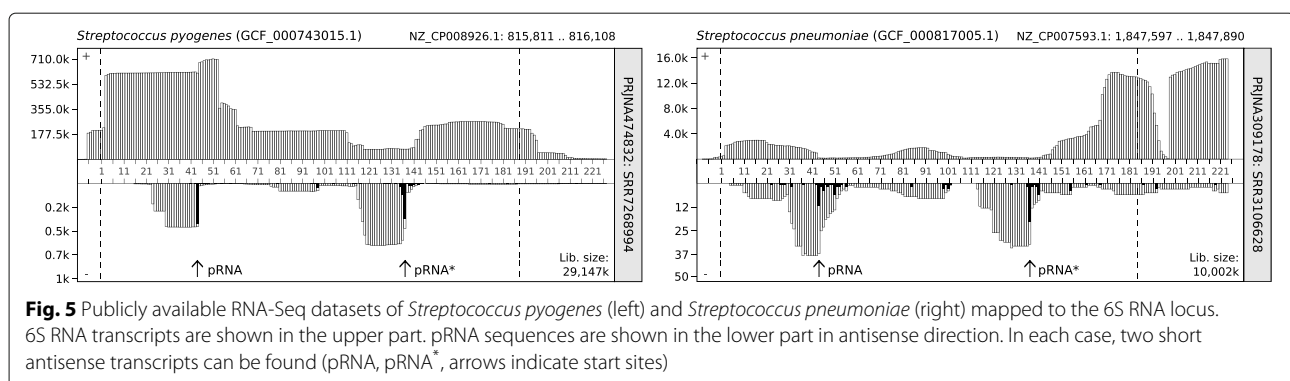 Streptococcus pyogenes (GCF_000743015.1) NZ_CP008926.1: 815,811 .. 816,108
+
710.0k
532.5k
355.0k
177.5k
1 11 21 31 41 51 61 71 81 91 101 111 121 131 141 151 161 171 181 191 201 211 221
0.2k
0.5k
0.7k
1k
-
pRNA
pRNA*
Lib. size:
29,147k
PRJNA474832: SRR7268994
Streptococcus pneumoniae (GCF_000817005.1) NZ_CP007593.1: 1,847,597 .. 1,847,890
+
16.0k
12.0k
8.0k
4.0k
1 11 21 31 41 51 61 71 81 91 101 111 121 131 141 151 161 171 181 191 201 211 221
12
25
37
50
-
pRNA
pRNA*
Lib. size:
10,002k
PRJNA309178: SRR3106628
Fig. 5 Publicly available RNA-Seq datasets of Streptococcus pyogenes (left) and Streptococcus pneumoniae (right) mapped to the 6S RNA locus.
6S RNA transcripts are shown in the upper part. pRNA sequences are shown in the lower part in antisense direction. In each case, two short
antisense transcripts can be found (pRNA, pRNA*, arrows indicate start sites)